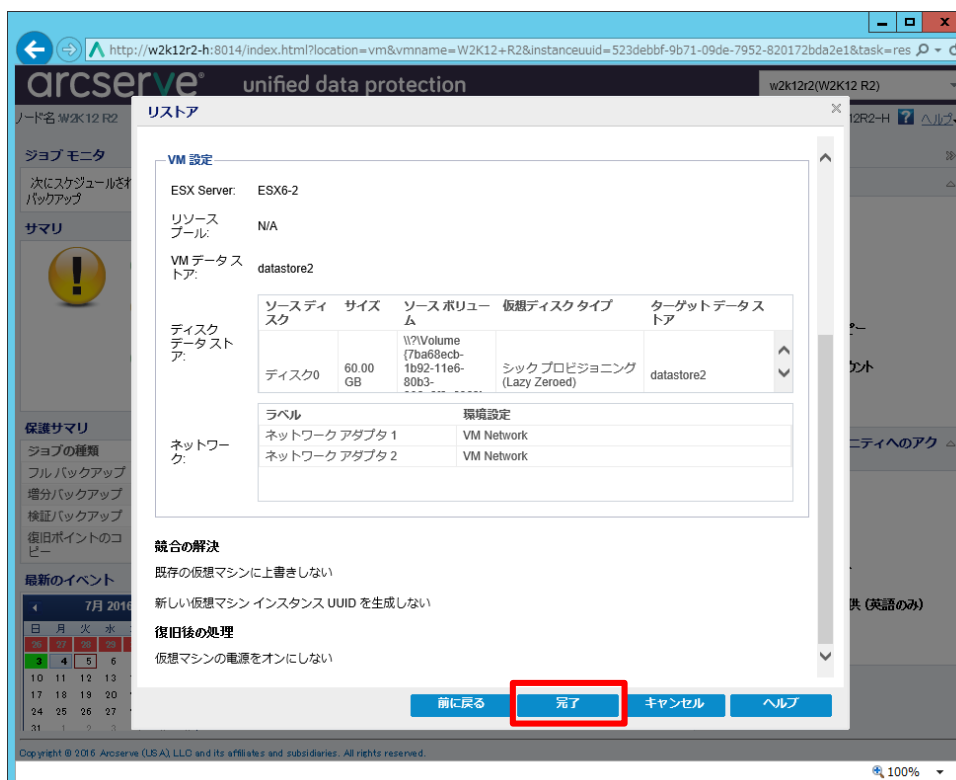 http://w2k12r2-h:8014/index.html?location=vm&vmname=W2K12+R2&instanceuuid=523debbf-9b71-09de-7952-820172bda2e1&task=res
arcserve® unified data protection
w2k12r2(W2K12 R2)
ノード名:W2K12 R2
12R2-H ヘルプ
リストア
ジョブ モニタ
次にスケジュールされ
バックアップ
サマリ
VM 設定
ESX Server: ESX6-2
リソース
プール: N/A
VM データ ス
トア: datastore2
ディスク
データスト
ア:
ソース ディスク サイズ ソース ボリューム 仮想ディスク タイプ ターゲット データ ストア
ディスク0 60.00 GB \\?\Volume{7ba68ecb-1b92-11e6-80b3- シック プロビジョニング (Lazy Zeroed) datastore2
ネットワー
ク:
ラベル 環境設定
ネットワーク アダプタ 1 VM Network
ネットワーク アダプタ 2 VM Network
競合の解決
既存の仮想マシンに上書きしない
新しい仮想マシン インスタンス UUID を生成しない
復旧後の処理
仮想マシンの電源をオンにしない
前に戻る 完了 キャンセル ヘルプ
保護サマリ
ジョブの種類
フル バックアップ
増分バックアップ
検証バックアップ
復旧ポイントのコ
ピー
最新のイベント
7月 2016
日 月 火 水
26 27 28 29
3 4 5 6
10 11 12 13
17 18 19 20
24 25 26 27
31 1 2 3
ニティへのアク
供 (英語のみ)
Copyright © 2016 Arcserve (USA), LLC and its affiliates and subsidiaries. All rights reserved.
100%